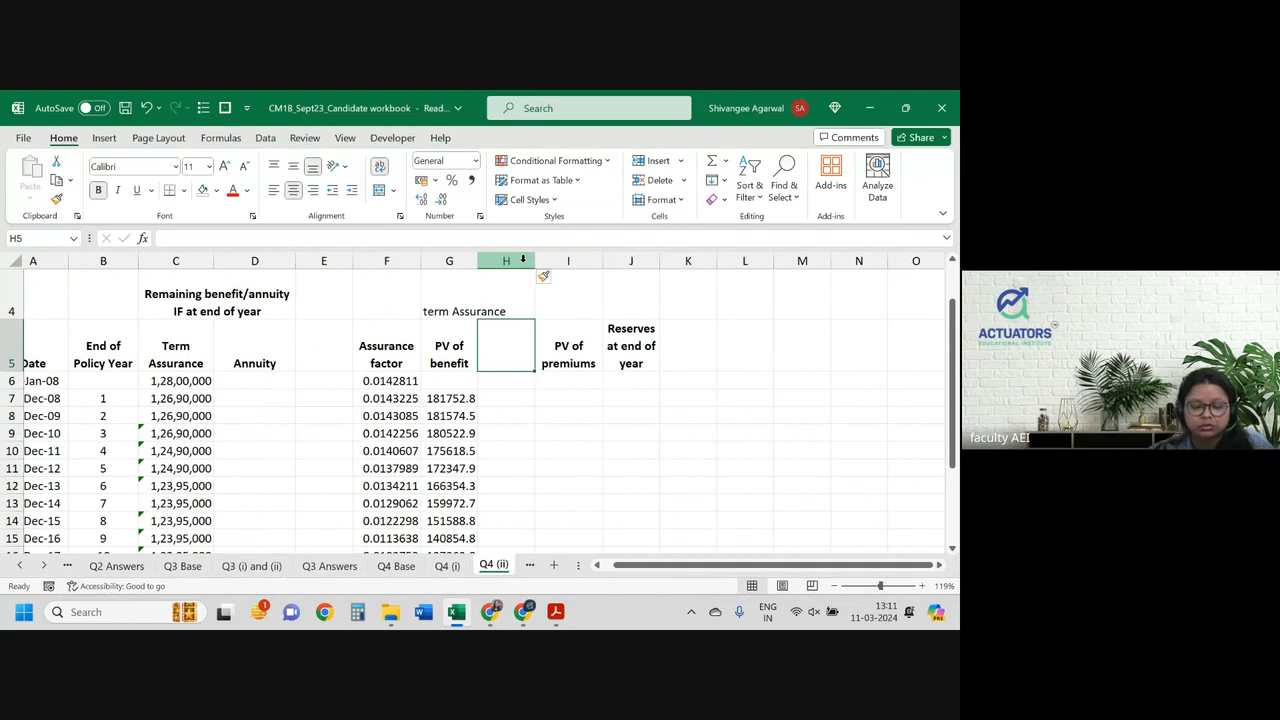 AutoSave Off CM1B_Sept23_Candidate workbook - Read... Search Shivangee Agarwal SA
File Home Insert Page Layout Formulas Data Review View Developer Help Comments Share
Paste Calibri 11 General Conditional Formatting Format as Table Cell Styles Insert Delete Format Sort & Filter Find & Select Add-ins Analyze Data
Clipboard Font Alignment Number Styles Cells Editing Add-ins
H5 fx
A B C D E F G H I J K L M N O
4 Remaining benefit/annuity IF at end of year term Assurance
5 Date End of Policy Year Term Assurance Annuity Assurance factor PV of benefit PV of premiums Reserves at end of year
6 -Jan-08 1,28,00,000 0.0142811
7 Dec-08 1 1,26,90,000 0.0143225 181752.8
8 Dec-09 2 1,26,90,000 0.0143085 181574.5
9 Dec-10 3 1,26,90,000 0.0142256 180522.9
10 Dec-11 4 1,24,90,000 0.0140607 175618.5
11 Dec-12 5 1,24,90,000 0.0137989 172347.9
12 Dec-13 6 1,23,95,000 0.0134211 166354.3
13 Dec-14 7 1,23,95,000 0.0129062 159972.7
14 Dec-15 8 1,23,95,000 0.0122298 151588.8
15 Dec-16 9 1,23,95,000 0.0113638 140854.8
... Q2 Answers Q3 Base Q3 (i) and (ii) Q3 Answers Q4 Base Q4 (i) Q4 (ii) ...
Ready Accessibility: Good to go 119%
Search 1 ENG IN 13:11 11-03-2024
ACTUATORS
EDUCATIONAL INSTITUTE
faculty AEI